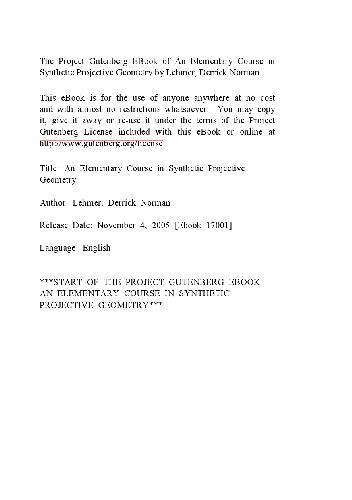 The Project Gutenberg EBook of An Elementary Course in
Synthetic Projective Geometry by Lehmer, Derrick Norman
This eBook is for the use of anyone anywhere at no cost
and with almost no restrictions whatsoever. You may copy
it, give it away or re-use it under the terms of the Project
Gutenberg License included with this eBook or online at
http://www.gutenberg.org/license
Title: An Elementary Course in Synthetic Projective
Geometry
Author: Lehmer, Derrick Norman
Release Date: November 4, 2005 [Ebook 17001]
Language: English
***START OF THE PROJECT GUTENBERG EBOOK
AN ELEMENTARY COURSE IN SYNTHETIC
PROJECTIVE GEOMETRY***